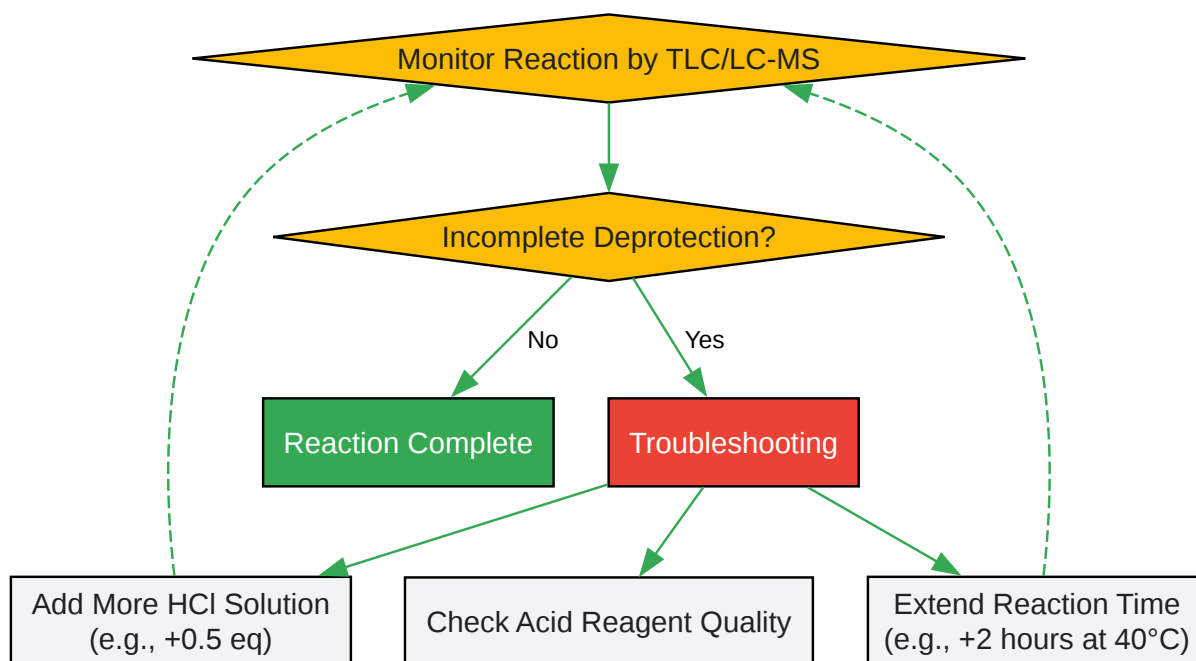 Monitor Reaction by TLC/LC-MS
Incomplete Deprotection?
No
Yes
Reaction Complete
Troubleshooting
Add More HCl Solution
(e.g., +0.5 eq)
Check Acid Reagent Quality
Extend Reaction Time
(e.g., +2 hours at 40°C)